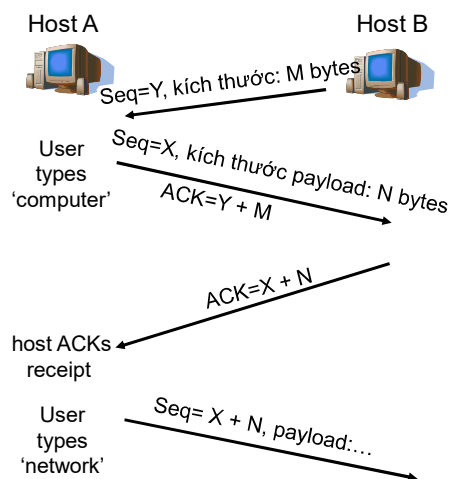 Host A
Host B
Seq=Y, kích thước: M bytes
User
types
‘computer’
Seq=X, kích thước payload: N bytes
ACK=Y + M
ACK=X + N
host ACKs
receipt
User
types
‘network’
Seq= X + N, payload:…